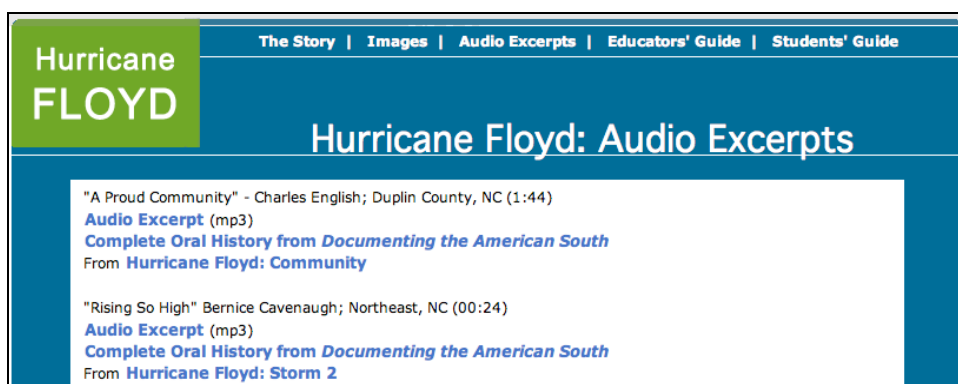 Hurricane
FLOYD
The Story | Images | Audio Excerpts | Educators' Guide | Students' Guide
Hurricane Floyd: Audio Excerpts
"A Proud Community" - Charles English; Duplin County, NC (1:44)
Audio Excerpt (mp3)
Complete Oral History from Documenting the American South
From Hurricane Floyd: Community
"Rising So High" Bernice Cavenaugh; Northeast, NC (00:24)
Audio Excerpt (mp3)
Complete Oral History from Documenting the American South
From Hurricane Floyd: Storm 2